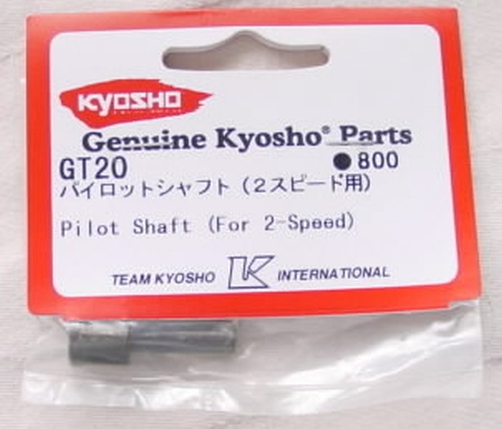 KYOSHO
Genuine Kyosho® Parts
GT20 ●800
パイロットシャフト（2スピード用）
Pilot Shaft (For 2-Speed)
TEAM KYOSHO K INTERNATIONAL